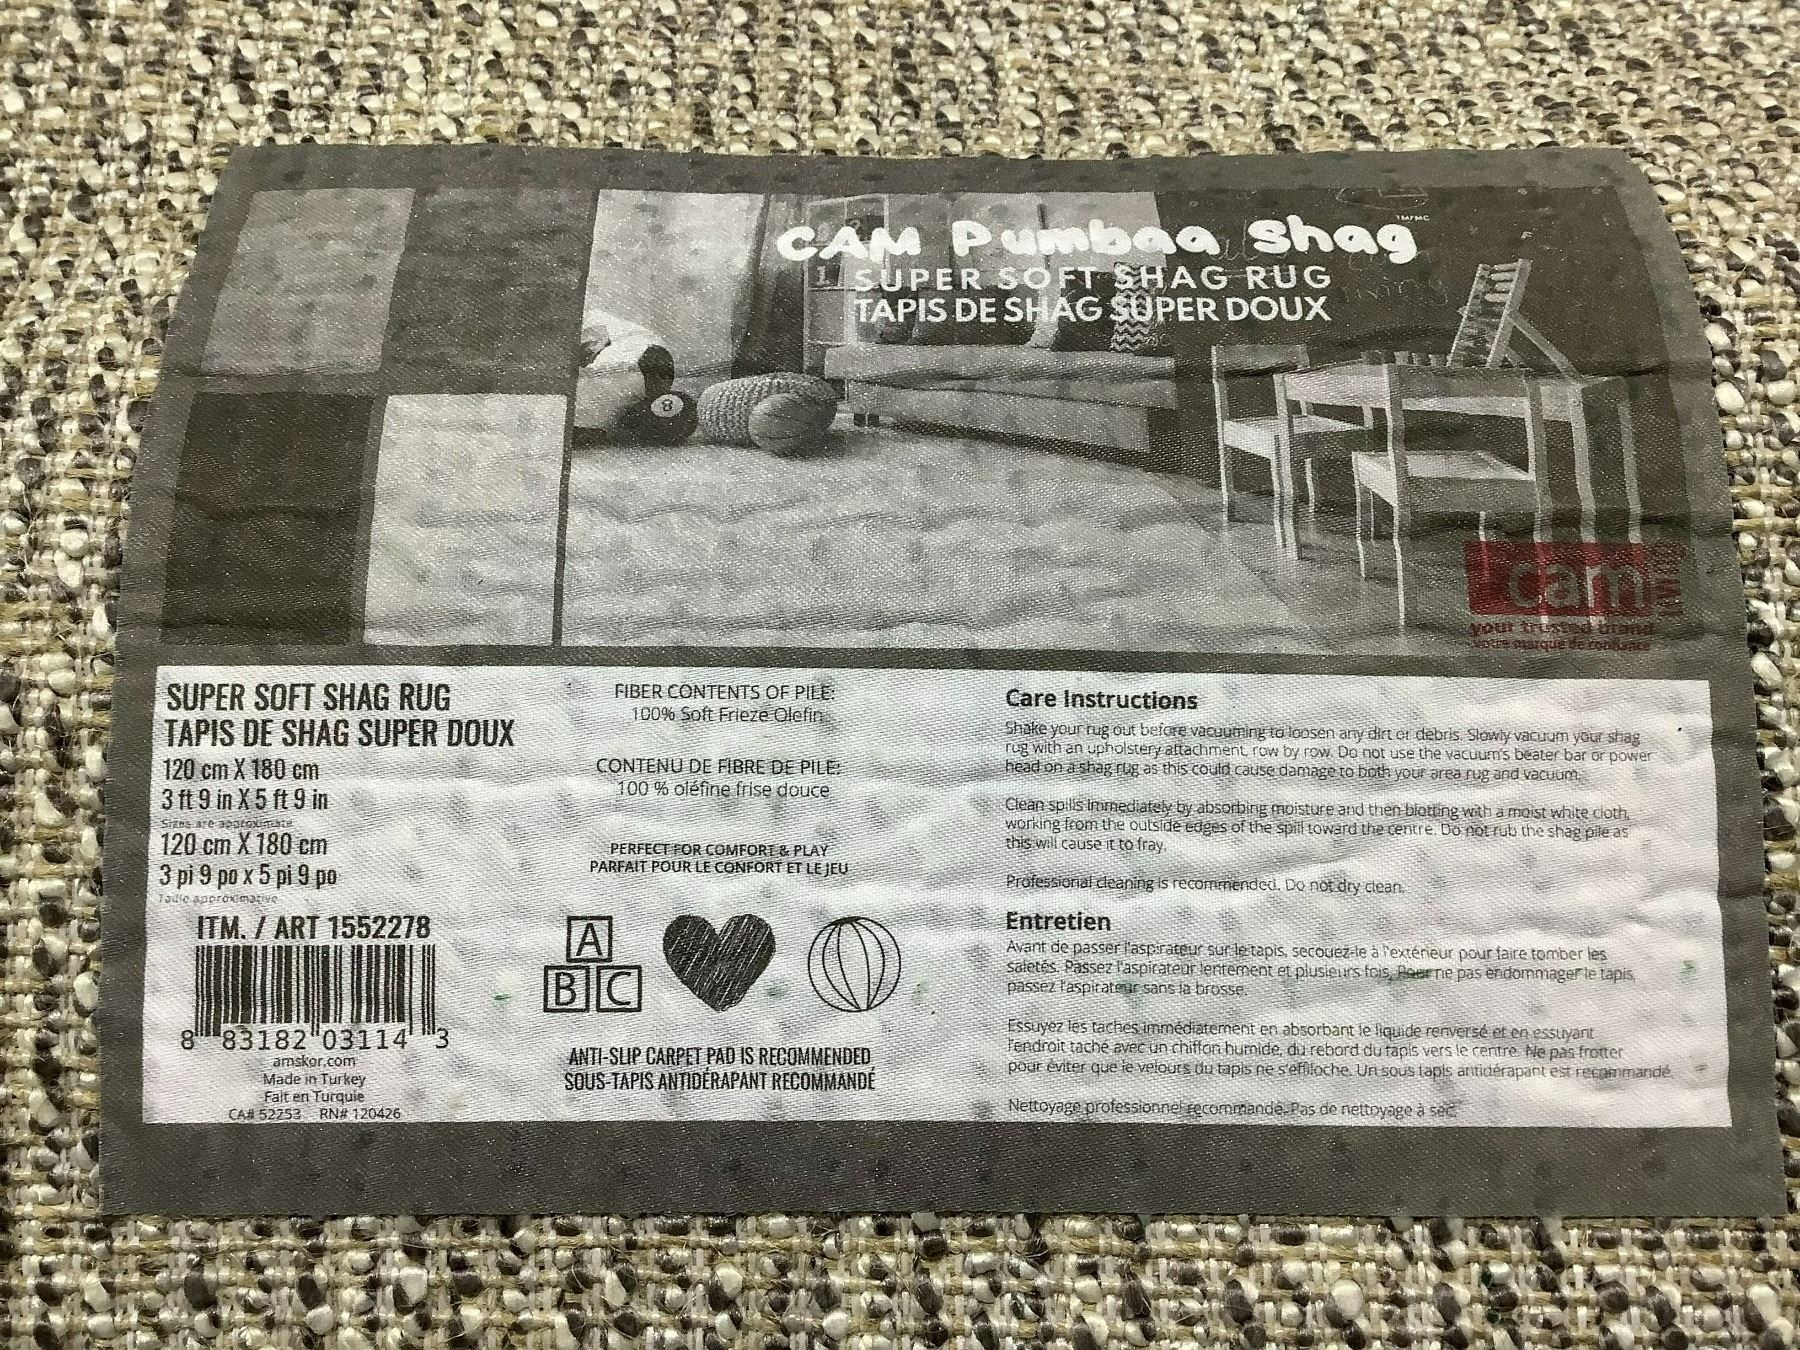 TM/MC
CAM Pumbaa Shag
SUPER SOFT SHAG RUG
TAPIS DE SHAG SUPER DOUX
8
cam
your trusted brand
votre marque de confiance
SUPER SOFT SHAG RUG
TAPIS DE SHAG SUPER DOUX
120 cm X 180 cm
3 ft 9 in X 5 ft 9 in
Sizes are approximate
120 cm X 180 cm
3 pi 9 po x 5 pi 9 po
Taille approximative
ITM. / ART 1552278
8 83182 03114 3
amskor.com
Made in Turkey
Fait en Turquie
CA# 52253 RN# 120426
FIBER CONTENTS OF PILE:
100% Soft Frieze Olefin
CONTENU DE FIBRE DE PILE:
100 % oléfine frise douce
PERFECT FOR COMFORT & PLAY
PARFAIT POUR LE CONFORT ET LE JEU
A
B C
ANTI-SLIP CARPET PAD IS RECOMMENDED
SOUS-TAPIS ANTIDÉRAPANT RECOMMANDÉ
Care Instructions
Shake your rug out before vacuuming to loosen any dirt or debris. Slowly vacuum your shag
rug with an upholstery attachment, row by row. Do not use the vacuum's beater bar or power
head on a shag rug as this could cause damage to both your area rug and vacuum.
Clean spills immediately by absorbing moisture and then blotting with a moist white cloth,
working from the outside edges of the spill toward the centre. Do not rub the shag pile as
this will cause it to fray.
Professional cleaning is recommended. Do not dry clean.
Entretien
Avant de passer l'aspirateur sur le tapis, secouez-le à l'extérieur pour faire tomber les
saletés. Passez l'aspirateur lentement et plusieurs fois. Pour ne pas endommager le tapis,
passez l'aspirateur sans la brosse.
Essuyez les taches immédiatement en absorbant le liquide renversé et en essuyant
l'endroit taché avec un chiffon humide, du rebord du tapis vers le centre. Ne pas frotter
pour éviter que le velours du tapis ne s'effiloche. Un sous tapis antidérapant est recommandé.
Nettoyage professionnel recommandé. Pas de nettoyage à sec.